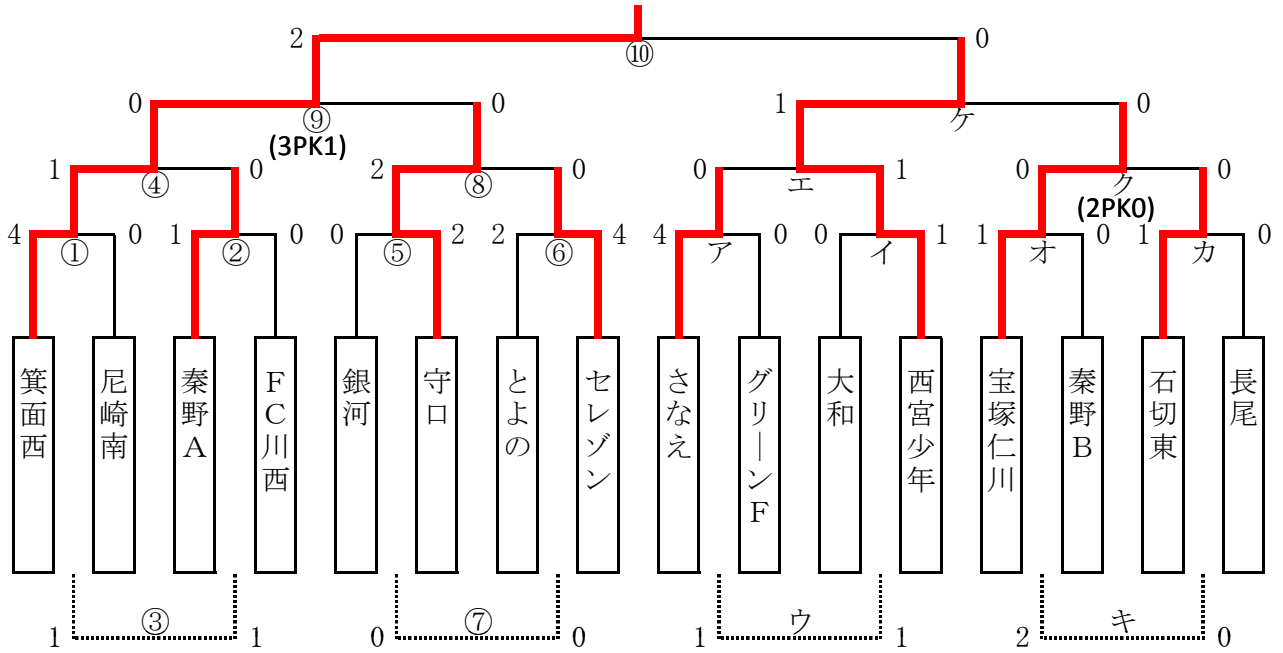 2 ⑩ 0
0 ⑨ 0 1 ケ 0
(3PK1)
1 ④ 0 2 ⑧ 0 0 エ 1 0 ク 0
(2PK0)
4 ① 0 1 ② 0 0 ⑤ 2 2 ⑥ 4 4 ア 0 0 イ 1 1 オ 0 1 カ 0
箕面西
尼崎南
秦野A
FC川西
銀河
守口
とよの
セレゾン
さなえ
グリーンF
大和
西宮少年
宝塚仁川
秦野B
石切東
長尾
1 ③ 1 0 ⑦ 0 1 ウ 1 2 キ 0